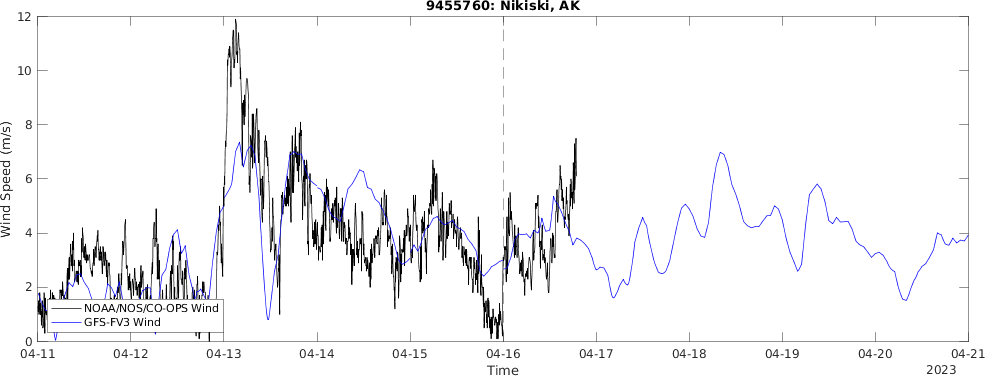 9455760: Nikiski, AK
Wind Speed (m/s)
12
10
8
6
4
2
0
NOAA/NOS/CO-OPS Wind
GFS-FV3 Wind
04-11 04-12 04-13 04-14 04-15 04-16 04-17 04-18 04-19 04-20 04-21
Time
2023